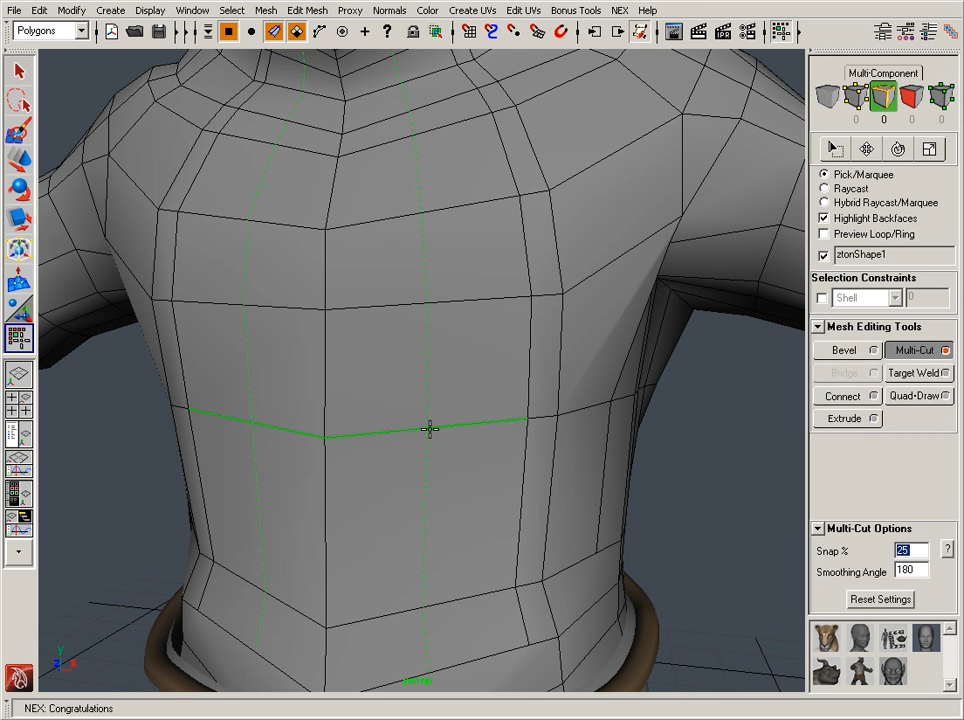 File Edit Modify Create Display Window Select Mesh Edit Mesh Proxy Normals Color Create UVs Edit UVs Bonus Tools NEX Help
Polygons
Multi-Component
0 0 0 0
Pick/Marquee
Raycast
Hybrid Raycast/Marquee
Highlight Backfaces
Preview Loop/Ring
ztonShape1
Selection Constraints
Shell 0
Mesh Editing Tools
Bevel Multi-Cut
Bridge Target Weld
Connect Quad-Draw
Extrude
Multi-Cut Options
Snap % 25 ?
Smoothing Angle 180
Reset Settings
y
z x
persp
NEX: Congratulations